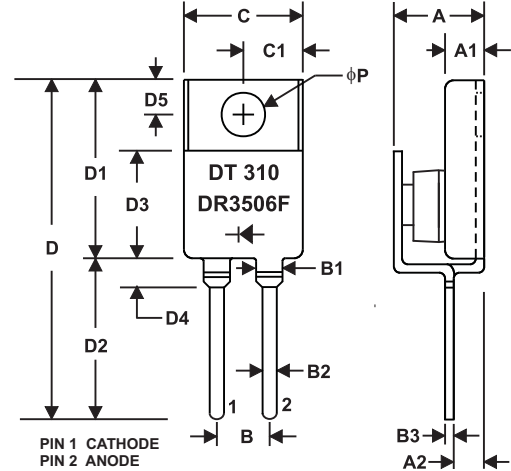 C
A
C1
A1
ϕP
D5
D1
DT 310
D3
DR3506F
D
B1
D4
D2
B2
1
2
B3
B
PIN 1 CATHODE
PIN 2 ANODE
A2